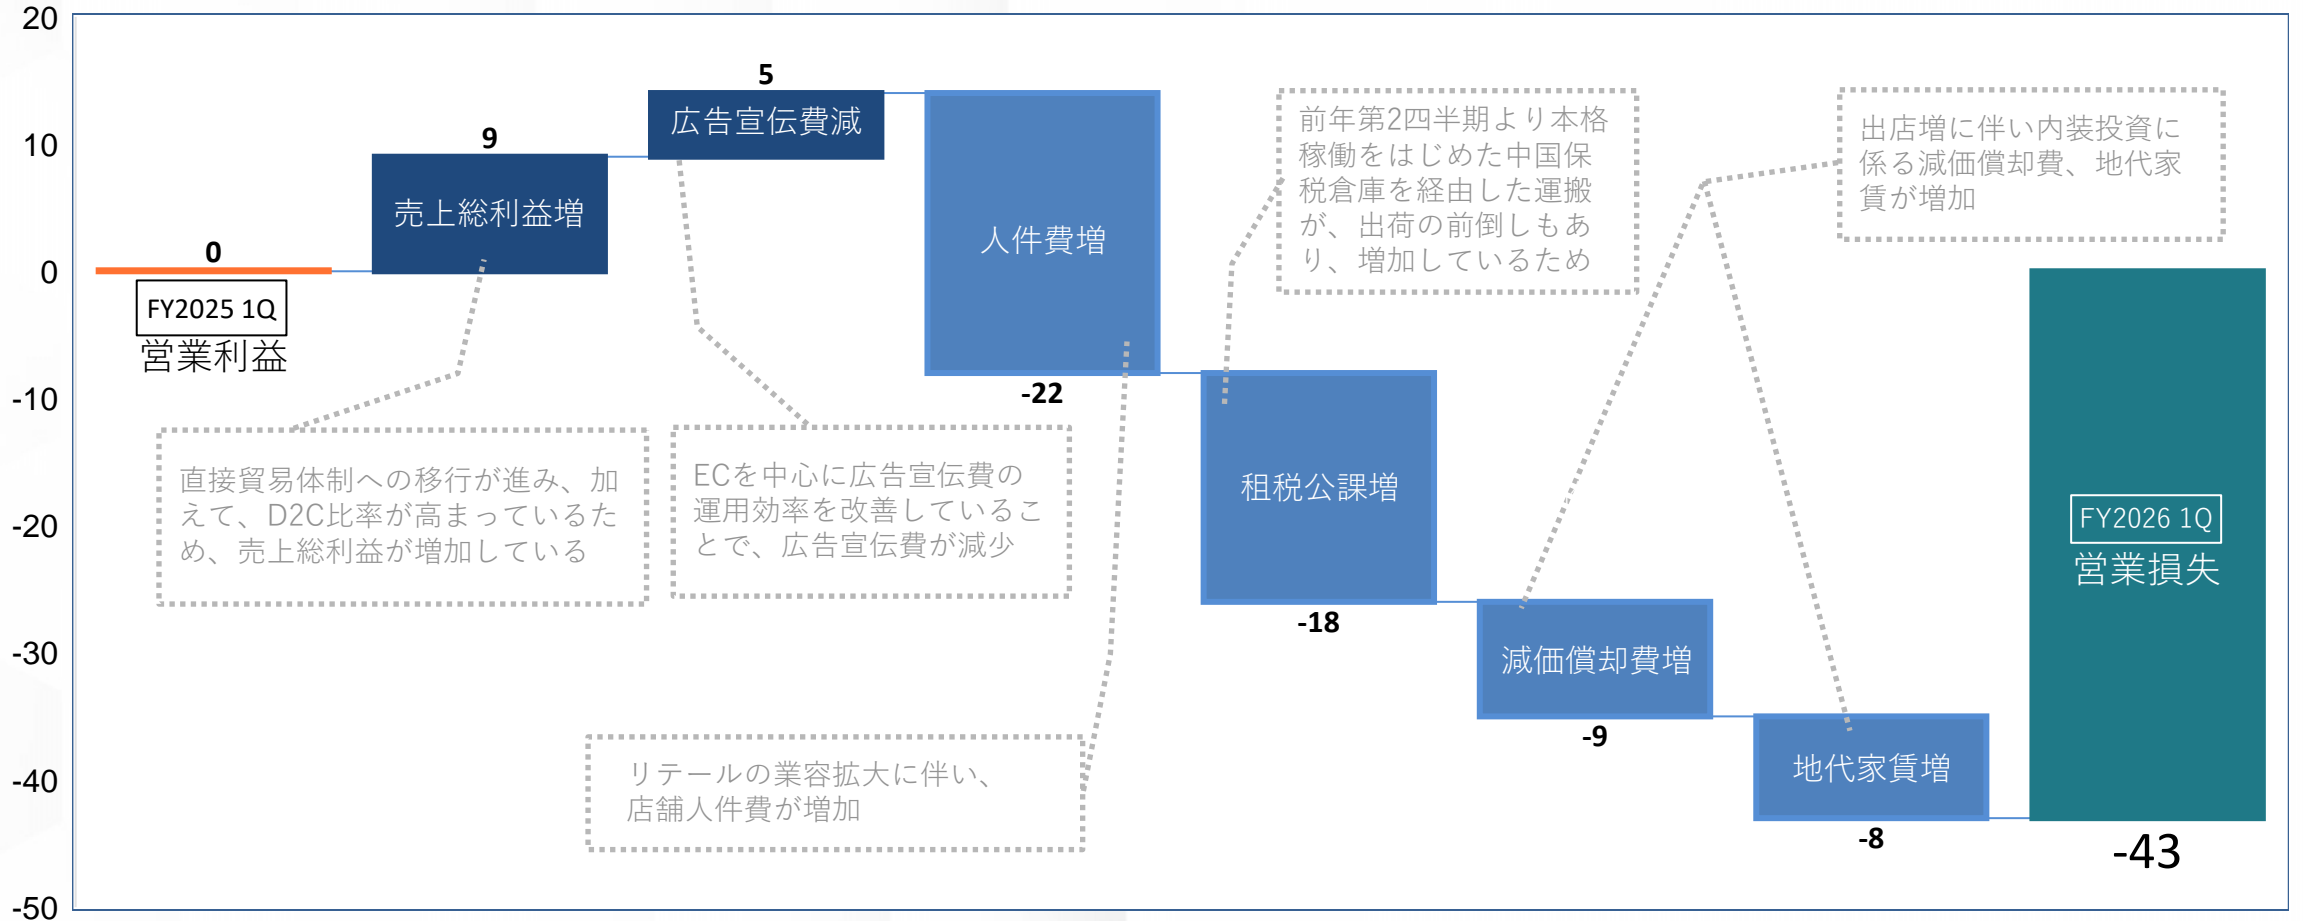 20
10
0
-10
-20
-30
-40
-50
0
FY2025 1Q
営業利益
9
売上総利益増
直接貿易体制への移行が進み、加
えて、D2C比率が高まっているた
め、売上総利益が増加している
5
広告宣伝費減
ECを中心に広告宣伝費の
運用効率を改善しているこ
とで、広告宣伝費が減少
人件費増
-22
リテールの業容拡大に伴い、
店舗人件費が増加
前年第2四半期より本格
稼働をはじめた中国保
税倉庫を経由した運搬
が、出荷の前倒しもあ
り、増加しているため
租税公課増
-18
出店増に伴い内装投資に
係る減価償却費、地代家
賃が増加
減価償却費増
-9
地代家賃増
-8
FY2026 1Q
営業損失
-43